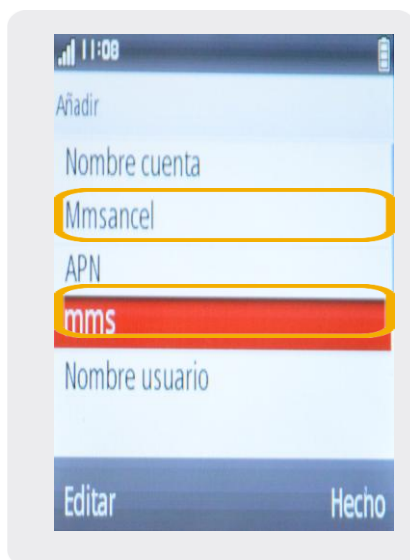 11:08
Añadir
Nombre cuenta
Mmsancel
APN
mms
Nombre usuario
Editar Hecho